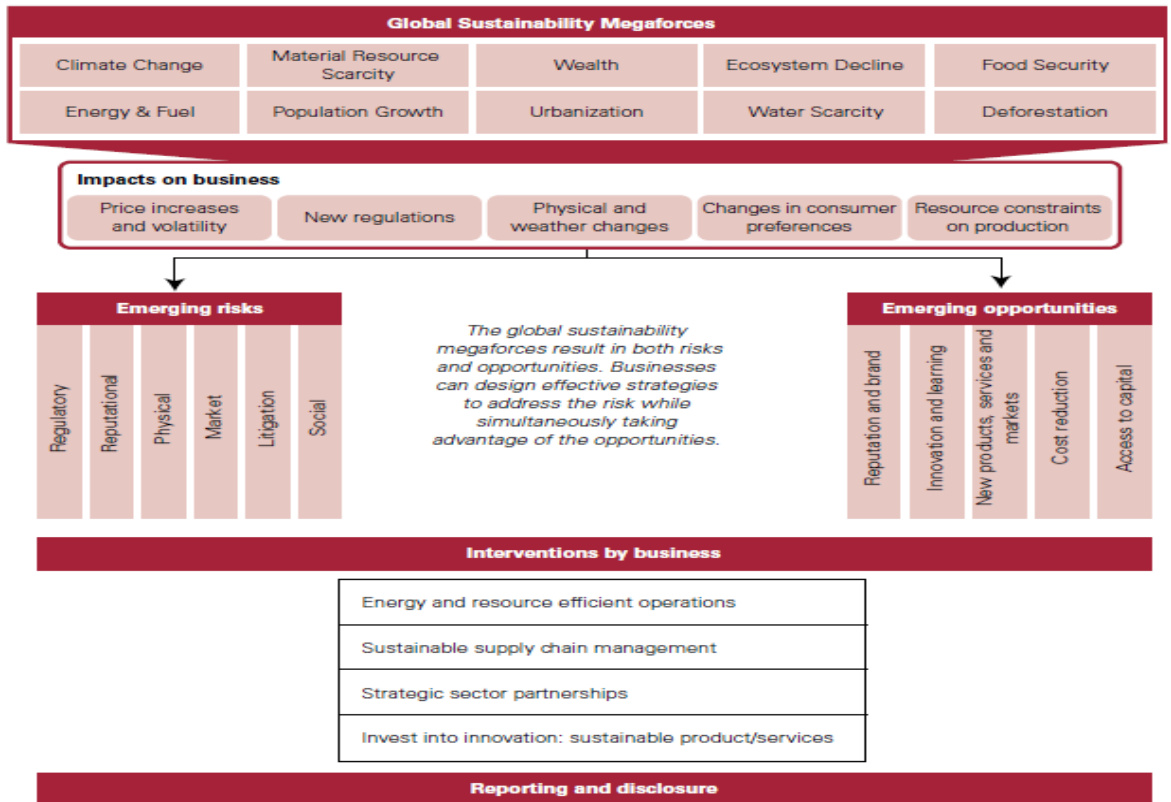 Global Sustainability Megaforces
Climate Change
Material Resource
Scarcity
Wealth
Ecosystem Decline
Food Security
Energy & Fuel
Population Growth
Urbanization
Water Scarcity
Deforestation
Impacts on business
Price increases
and volatility
New regulations
Physical and
weather changes
Changes in consumer
preferences
Resource constraints
on production
Emerging risks
Regulatory
Reputational
Physical
Market
Litigation
Social
The global sustainability
megaforces result in both risks
and opportunities. Businesses
can design effective strategies
to address the risk while
simultaneously taking
advantage of the opportunities.
Emerging opportunities
Reputation and brand
Innovation and learning
New products, services and
markets
Cost reduction
Access to capital
Interventions by business
Energy and resource efficient operations
Sustainable supply chain management
Strategic sector partnerships
Invest into innovation: sustainable product/services
Reporting and disclosure